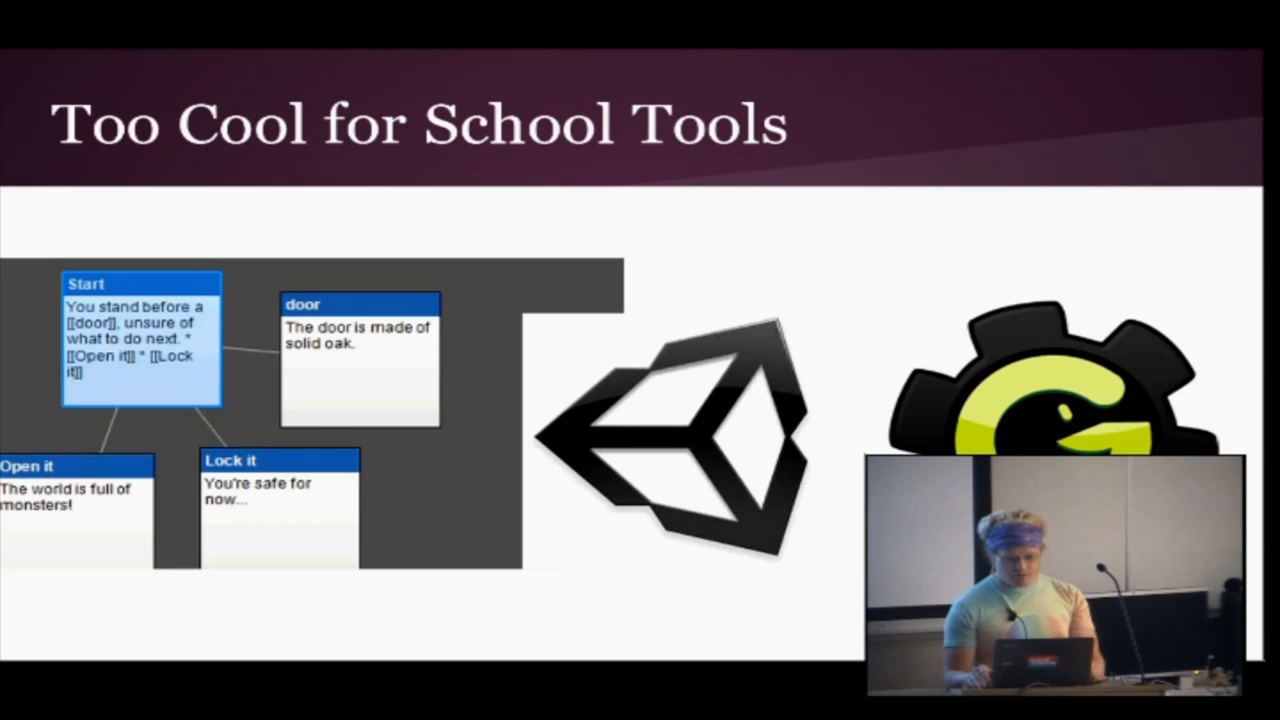 Too Cool for School Tools
Start
You stand before a
[[door]], unsure of
what to do next. *
[[Open it]] * [[Lock
it]]
door
The door is made of
solid oak.
Open it
The world is full of
monsters!
Lock it
You're safe for
now...